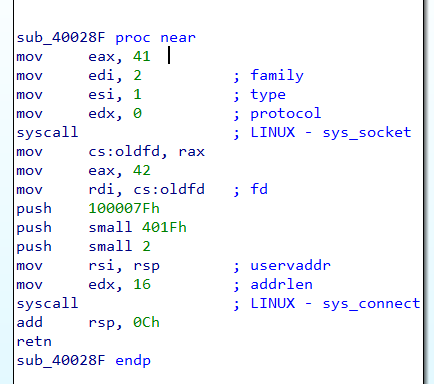 sub_40028F proc near
mov eax, 41
mov edi, 2 ; family
mov esi, 1 ; type
mov edx, 0 ; protocol
syscall ; LINUX - sys_socket
mov cs:oldfd, rax
mov eax, 42
mov rdi, cs:oldfd ; fd
push 100007Fh
push small 401Fh
push small 2
mov rsi, rsp ; uservaddr
mov edx, 16 ; addrlen
syscall ; LINUX - sys_connect
add rsp, 0Ch
retn
sub_40028F endp